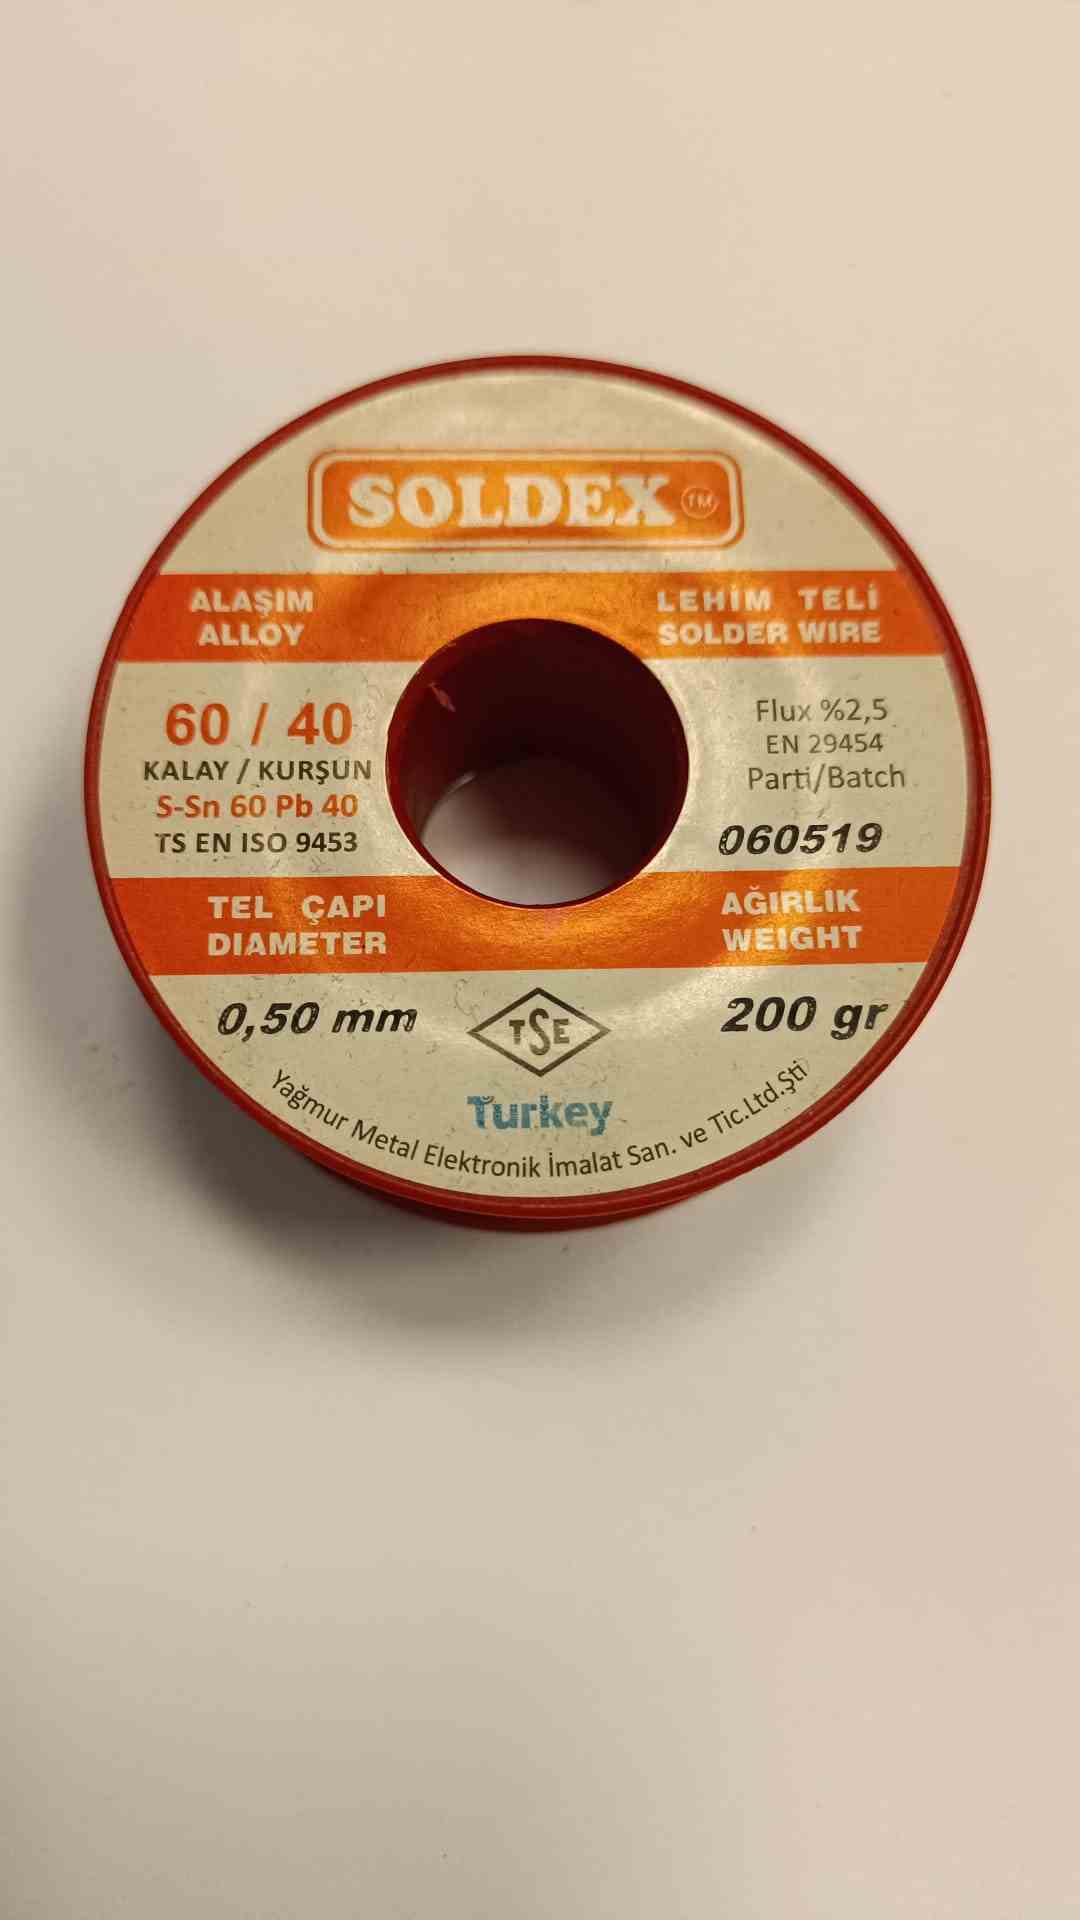 SOLDEX TM
ALAŞIM
ALLOY
LEHİM TELİ
SOLDER WIRE
60 / 40
KALAY / KURŞUN
S-Sn 60 Pb 40
TS EN ISO 9453
Flux %2,5
EN 29454
Parti/Batch
060519
TEL ÇAPI
DIAMETER
AĞIRLIK
WEIGHT
0,50 mm
TSE
200 gr
Turkey
Yağmur Metal Elektronik İmalat San. ve Tic.Ltd.Şti